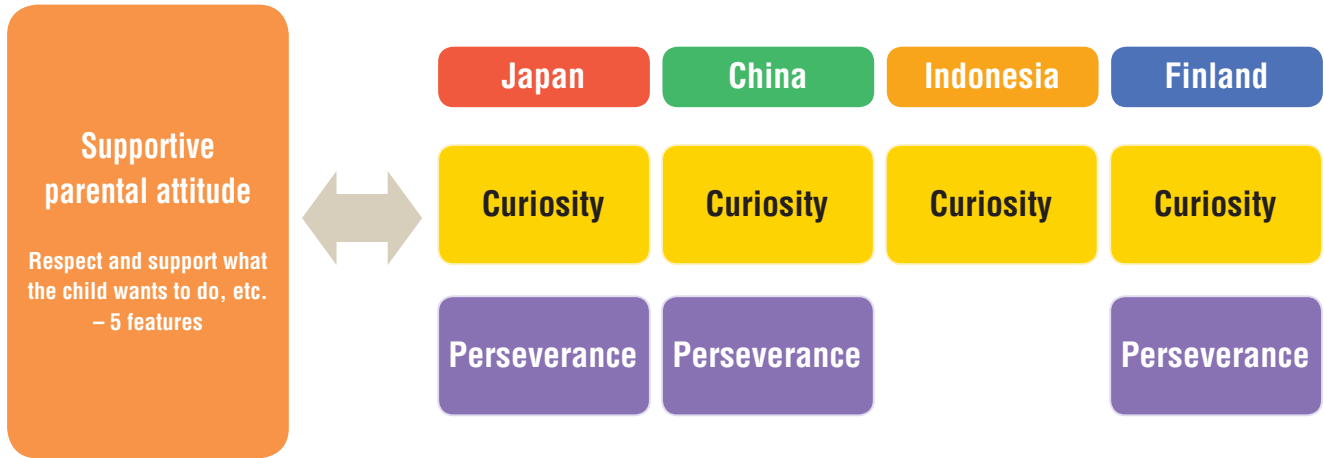 Supportive
parental attitude
Respect and support what
the child wants to do, etc.
– 5 features
Japan
China
Indonesia
Finland
Curiosity
Curiosity
Curiosity
Curiosity
Perseverance
Perseverance
Perseverance